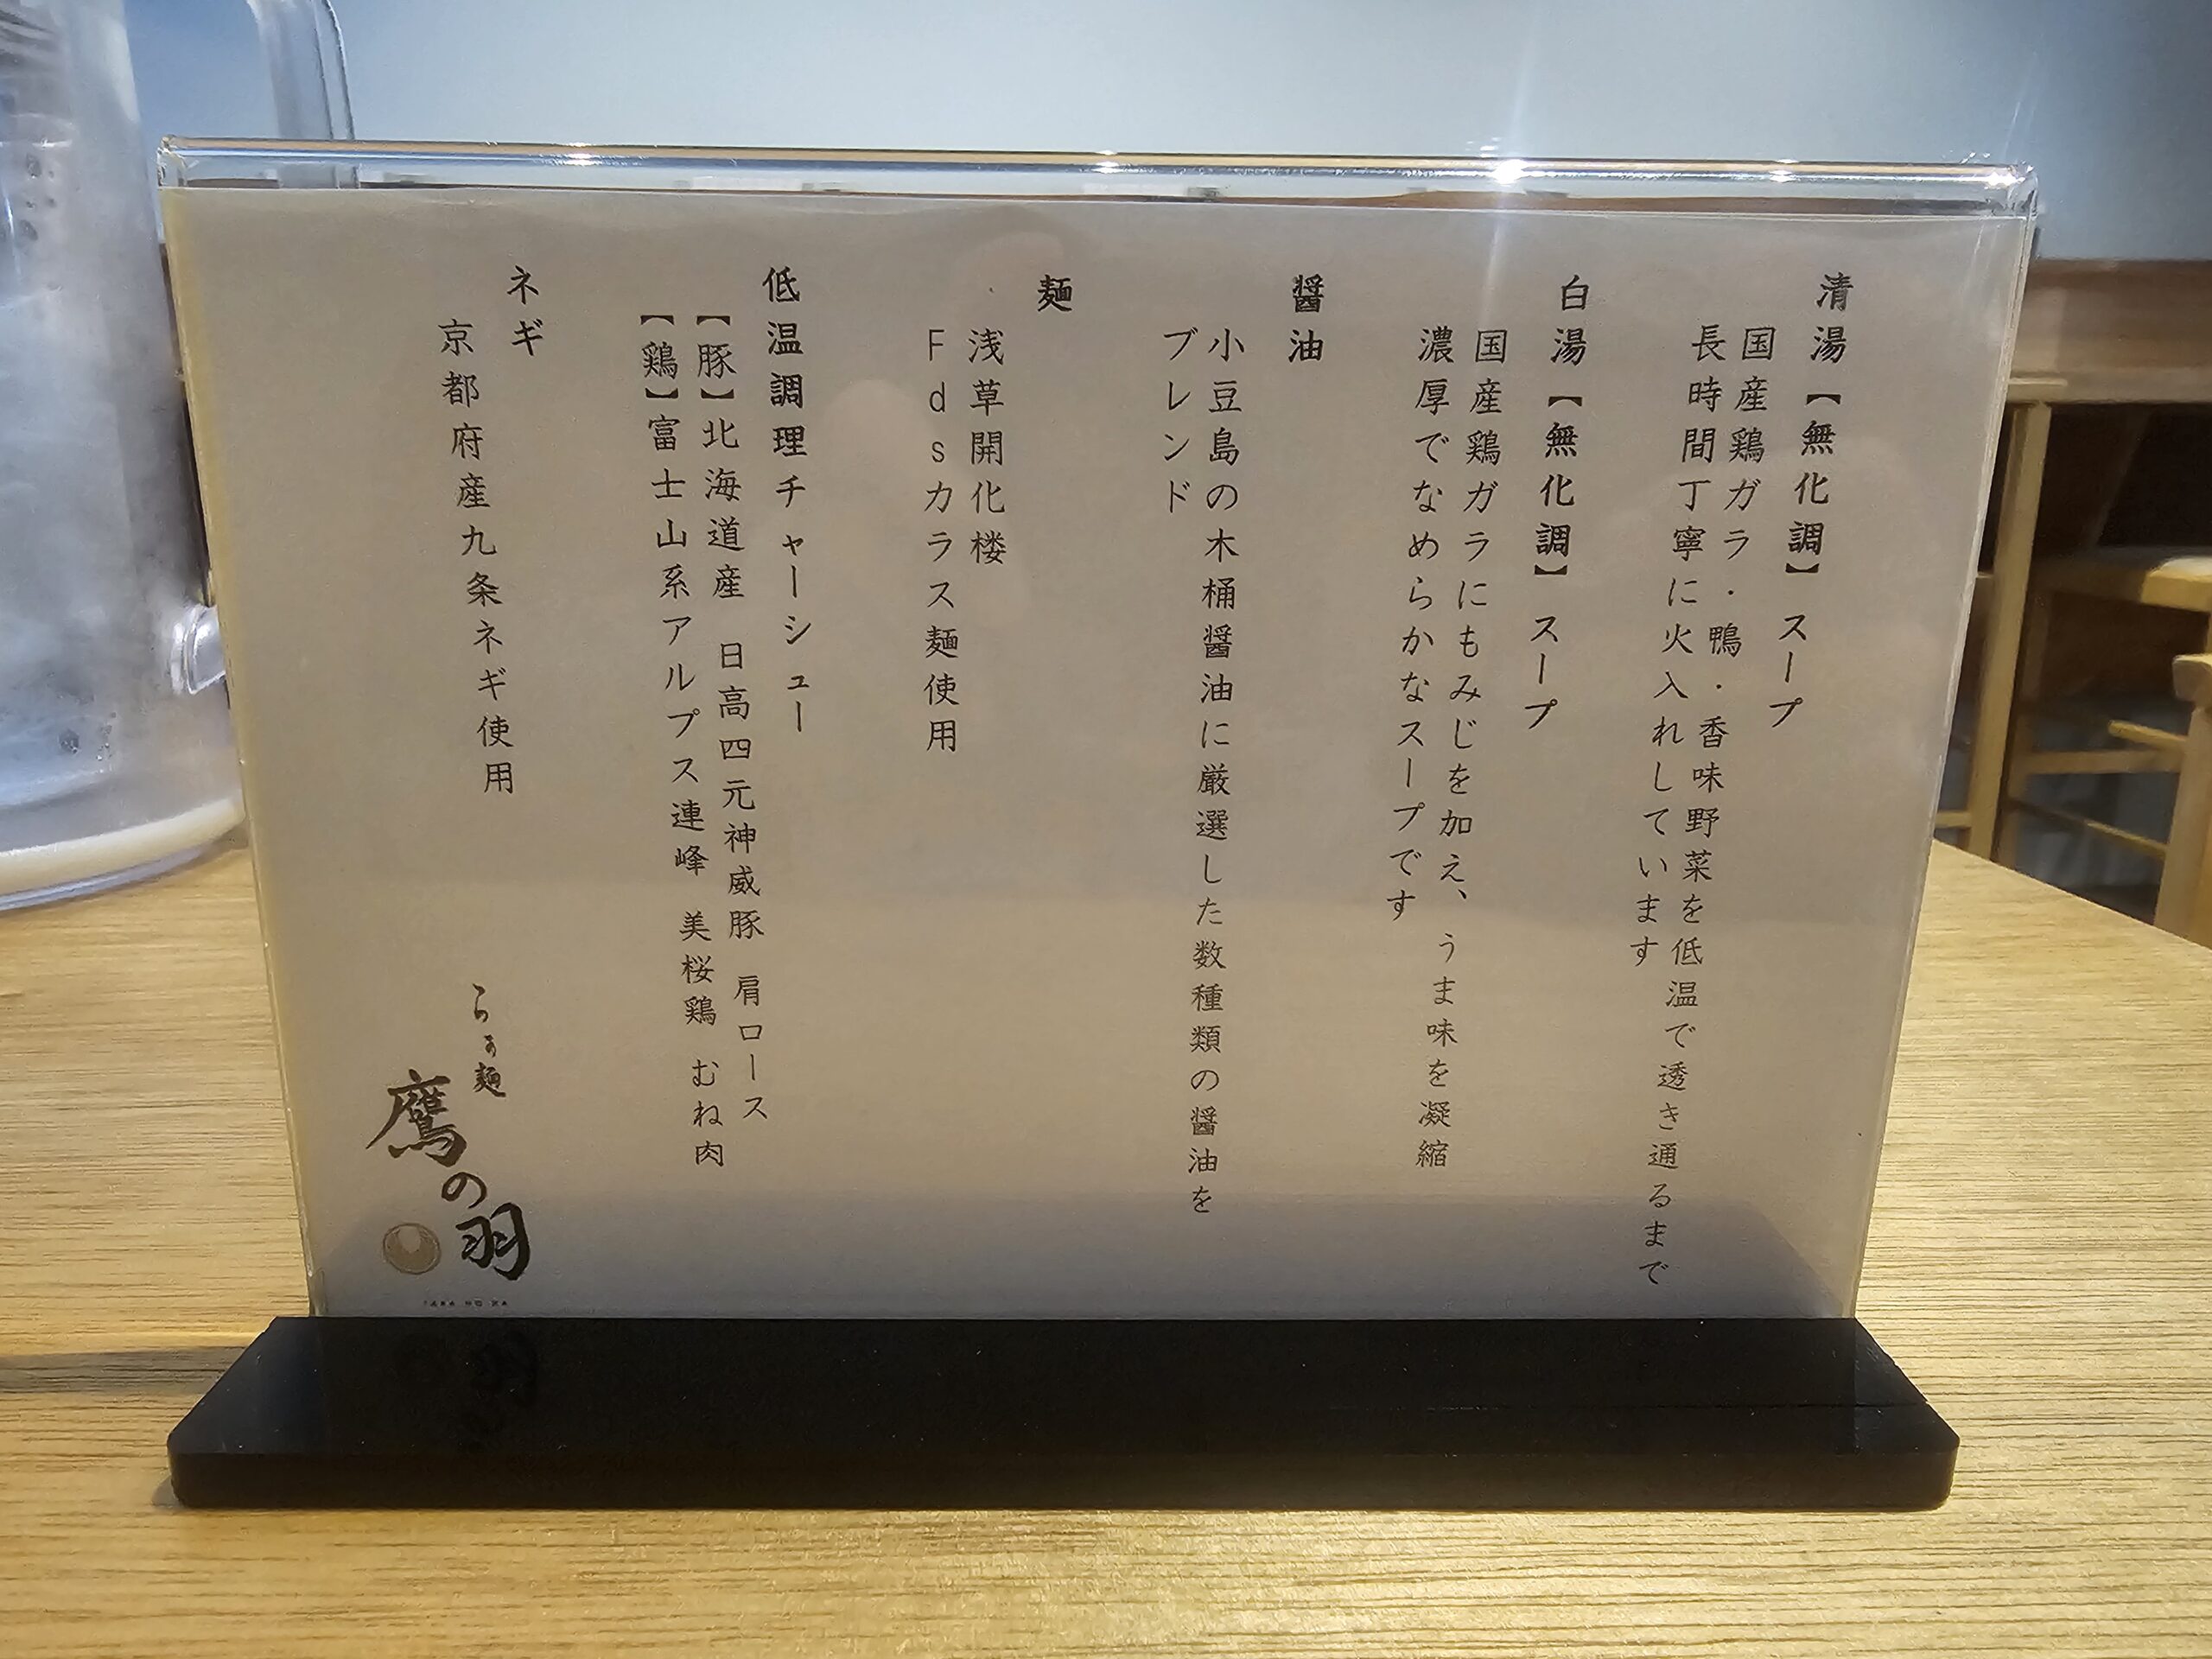 清湯【無化調】スープ
国産鶏ガラ・鴨・香味野菜を低温で透き通るまで
長時間丁寧に火入れしています
白湯【無化調】スープ
国産鶏ガラにもみじを加え、うま味を凝縮
濃厚でなめらかなスープです
醤油
小豆島の木桶醤油に厳選した数種類の醤油を
ブレンド
麺
浅草開化楼
Fdsカラス麺使用
低温調理チャーシュー
【豚】北海道産 日高四元神威豚 肩ロース
【鶏】富士山系アルプス連峰 美桜鶏 むね肉
ネギ
京都府産九条ネギ使用
らぁ麺
鷹の羽